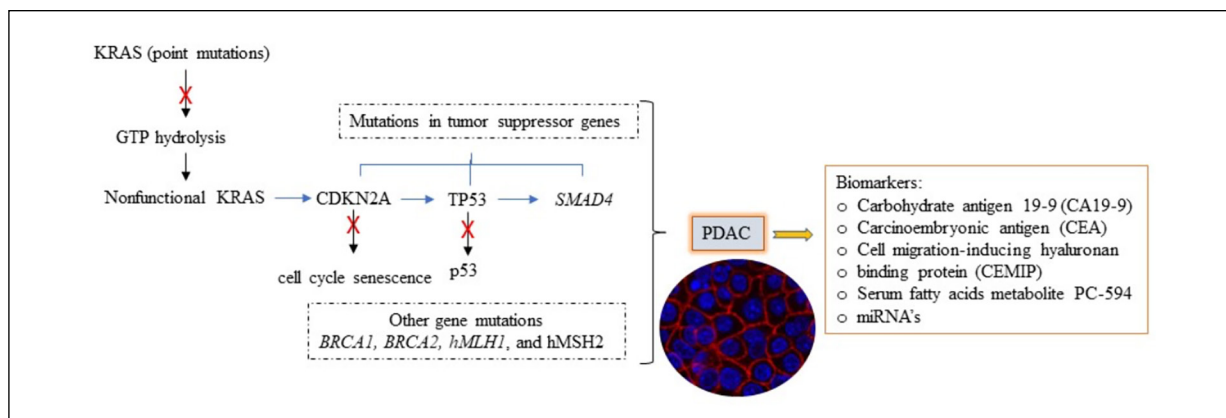 KRAS (point mutations)
GTP hydrolysis
Nonfunctional KRAS
Mutations in tumor suppressor genes
CDKN2A
TP53
SMAD4
cell cycle senescence
p53
Other gene mutations
BRCA1, BRCA2, hMLH1, and hMSH2
PDAC
Biomarkers:
o Carbohydrate antigen 19-9 (CA19-9)
o Carcinoembryonic antigen (CEA)
o Cell migration-inducing hyaluronan
o binding protein (CEMIP)
o Serum fatty acids metabolite PC-594
o miRNA's